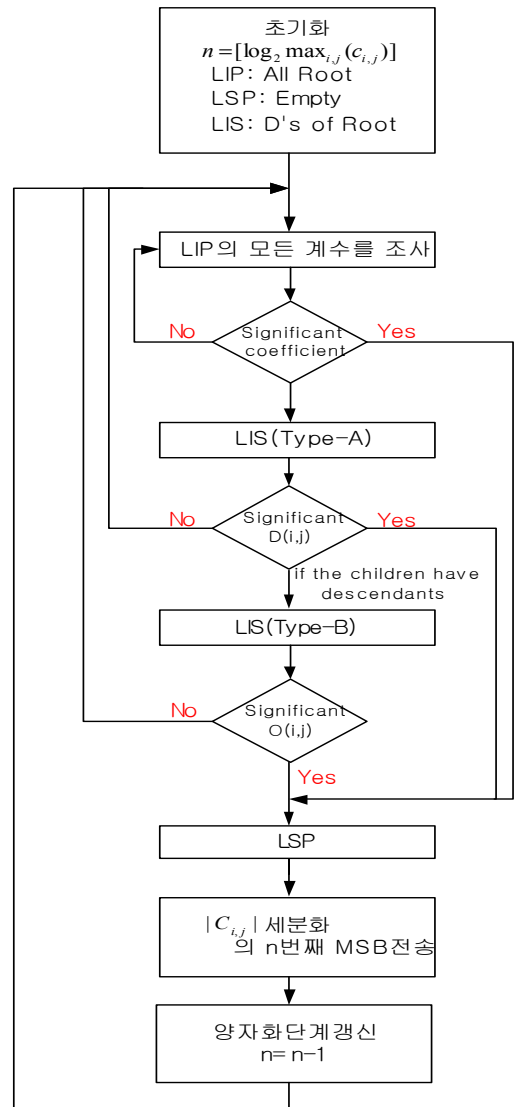 초기화
n=[log₂ maxᵢ,ⱼ(cᵢ,ⱼ)]
LIP: All Root
LSP: Empty
LIS: D's of Root
LIP의 모든 계수를 조사
No
Significant
coefficient
Yes
LIS(Type-A)
No
Significant
D(i,j)
Yes
if the children have
descendants
LIS(Type-B)
No
Significant
O(i,j)
Yes
LSP
|Cᵢ,ⱼ| 세분화
의 n번째 MSB전송
양자화단계갱신
n= n-1